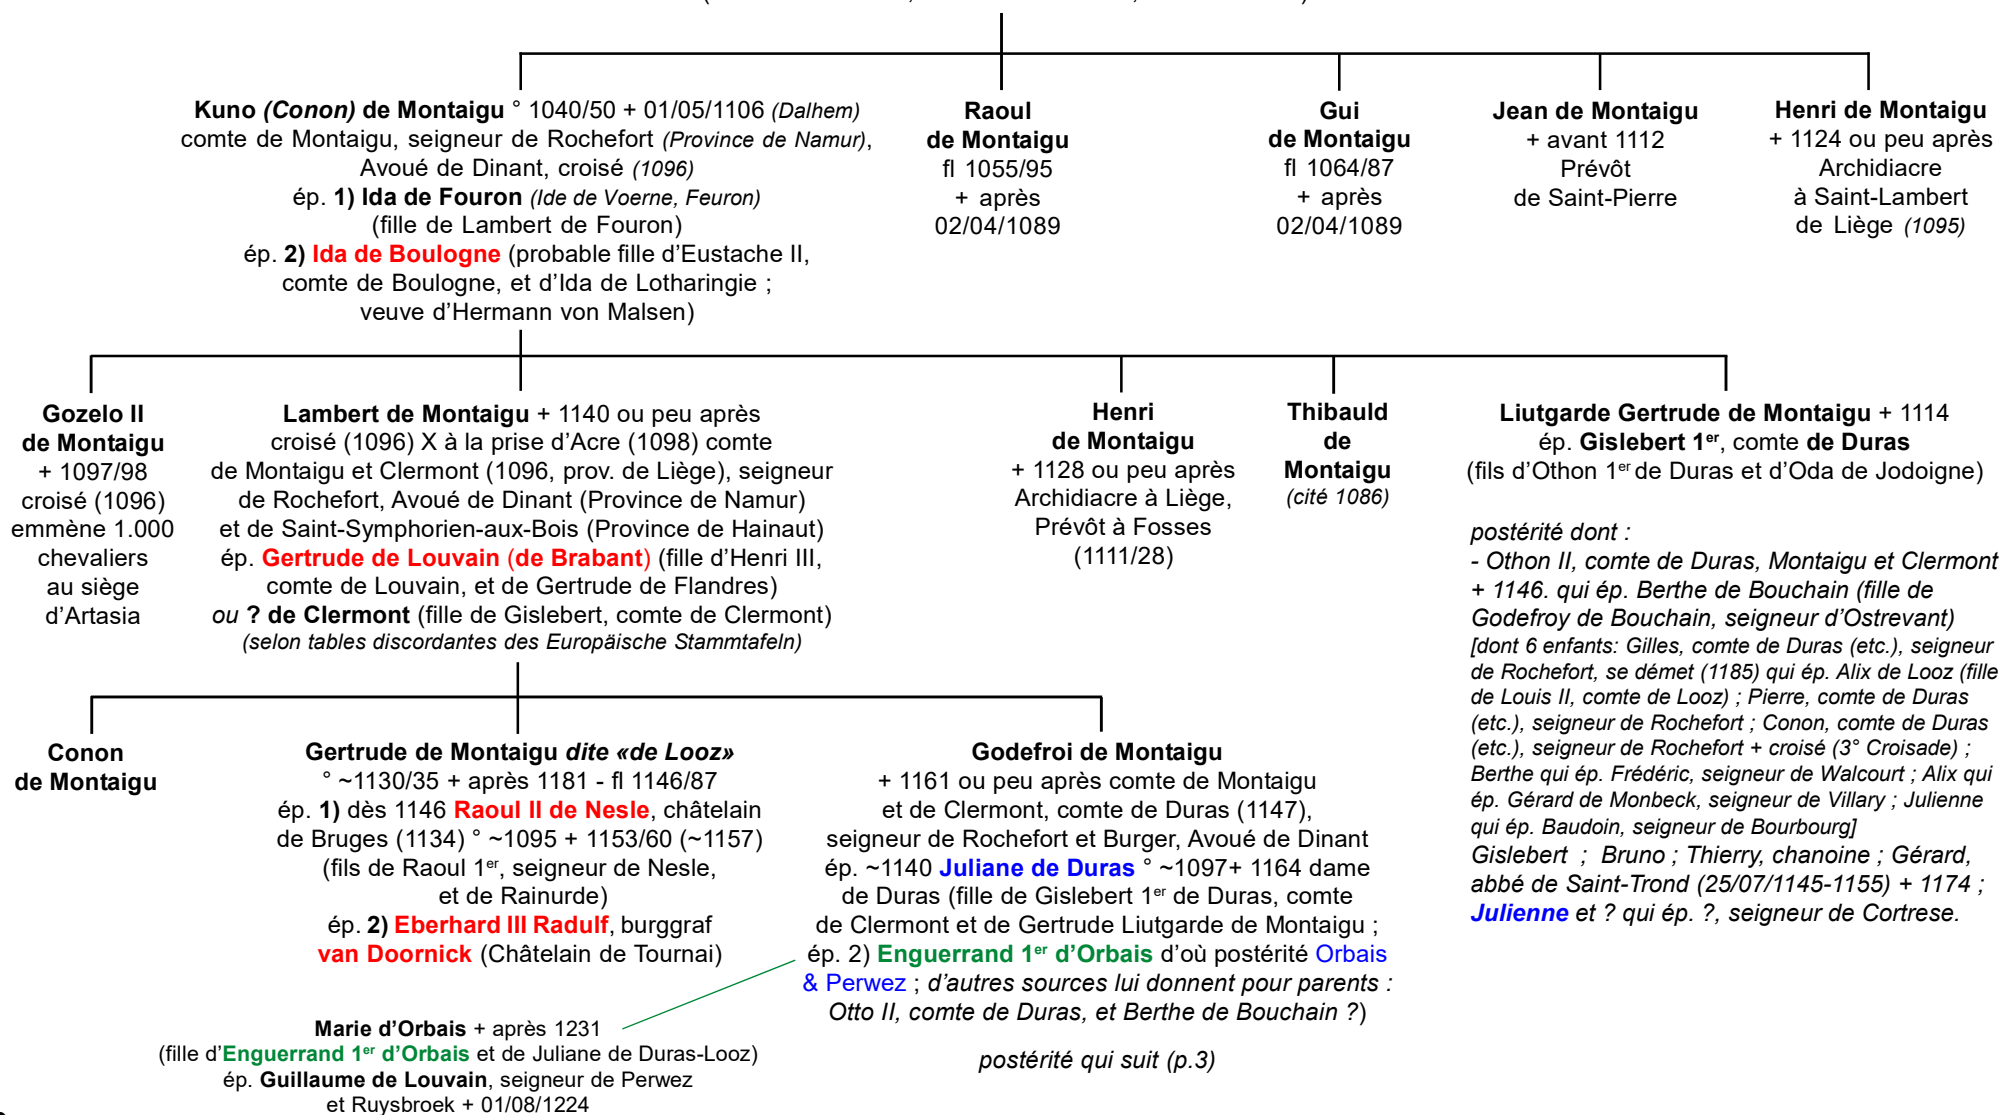 Kuno (Conon) de Montaigu ° 1040/50 + 01/05/1106 (Dalhem)
comte de Montaigu, seigneur de Rochefort (Province de Namur),
Avoué de Dinant, croisé (1096)
ép. 1) Ida de Fouron (Ide de Voerne, Feuron)
(fille de Lambert de Fouron)
ép. 2) Ida de Boulogne (probable fille d’Eustache II,
comte de Boulogne, et d’Ida de Lotharingie ;
veuve d’Hermann von Malsen)
Raoul
de Montaigu
fl 1055/95
+ après
02/04/1089
Gui
de Montaigu
fl 1064/87
+ après
02/04/1089
Jean de Montaigu
+ avant 1112
Prévôt
de Saint-Pierre
Henri de Montaigu
+ 1124 ou peu après
Archidiacre
à Saint-Lambert
de Liège (1095)
Gozelo II
de Montaigu
+ 1097/98
croisé (1096)
emmène 1.000
chevaliers
au siège
d’Artasia
Lambert de Montaigu + 1140 ou peu après
croisé (1096) X à la prise d’Acre (1098) comte
de Montaigu et Clermont (1096, prov. de Liège), seigneur
de Rochefort, Avoué de Dinant (Province de Namur)
et de Saint-Symphorien-aux-Bois (Province de Hainaut)
ép. Gertrude de Louvain (de Brabant) (fille d’Henri III,
comte de Louvain, et de Gertrude de Flandres)
ou ? de Clermont (fille de Gislebert, comte de Clermont)
(selon tables discordantes des Europäische Stammtafeln)
Henri
de Montaigu
+ 1128 ou peu après
Archidiacre à Liège,
Prévôt à Fosses
(1111/28)
Thibauld
de
Montaigu
(cité 1086)
Liutgarde Gertrude de Montaigu + 1114
ép. Gislebert 1er, comte de Duras
(fils d’Othon 1er de Duras et d’Oda de Jodoigne)
postérité dont :
- Othon II, comte de Duras, Montaigu et Clermont
+ 1146. qui ép. Berthe de Bouchain (fille de
Godefroy de Bouchain, seigneur d’Ostrevant)
[dont 6 enfants: Gilles, comte de Duras (etc.), seigneur
de Rochefort, se démet (1185) qui ép. Alix de Looz (fille
de Louis II, comte de Looz) ; Pierre, comte de Duras
(etc.), seigneur de Rochefort ; Conon, comte de Duras
(etc.), seigneur de Rochefort + croisé (3° Croisade) ;
Berthe qui ép. Frédéric, seigneur de Walcourt ; Alix qui
ép. Gérard de Monbeck, seigneur de Villary ; Julienne
qui ép. Baudoin, seigneur de Bourbourg]
Gislebert ; Bruno ; Thierry, chanoine ; Gérard,
abbé de Saint-Trond (25/07/1145-1155) + 1174 ;
Julienne et ? qui ép. ?, seigneur de Cortrese.
Conon
de Montaigu
Gertrude de Montaigu dite «de Looz»
° ~1130/35 + après 1181 - fl 1146/87
ép. 1) dès 1146 Raoul II de Nesle, châtelain
de Bruges (1134) ° ~1095 + 1153/60 (~1157)
(fils de Raoul 1er, seigneur de Nesle,
et de Rainurde)
ép. 2) Eberhard III Radulf, burggraf
van Doornick (Châtelain de Tournai)
Godefroi de Montaigu
+ 1161 ou peu après comte de Montaigu
et de Clermont, comte de Duras (1147),
seigneur de Rochefort et Burger, Avoué de Dinant
ép. ~1140 Juliane de Duras ° ~1097+ 1164 dame
de Duras (fille de Gislebert 1er de Duras, comte
de Clermont et de Gertrude Liutgarde de Montaigu ;
ép. 2) Enguerrand 1er d’Orbais d’où postérité Orbais
& Perwez ; d’autres sources lui donnent pour parents :
Otto II, comte de Duras, et Berthe de Bouchain ?)
postérité qui suit (p.3)
Marie d’Orbais + après 1231
(fille d’Enguerrand 1er d’Orbais et de Juliane de Duras-Looz)
ép. Guillaume de Louvain, seigneur de Perwez
et Ruysbroek + 01/08/1224